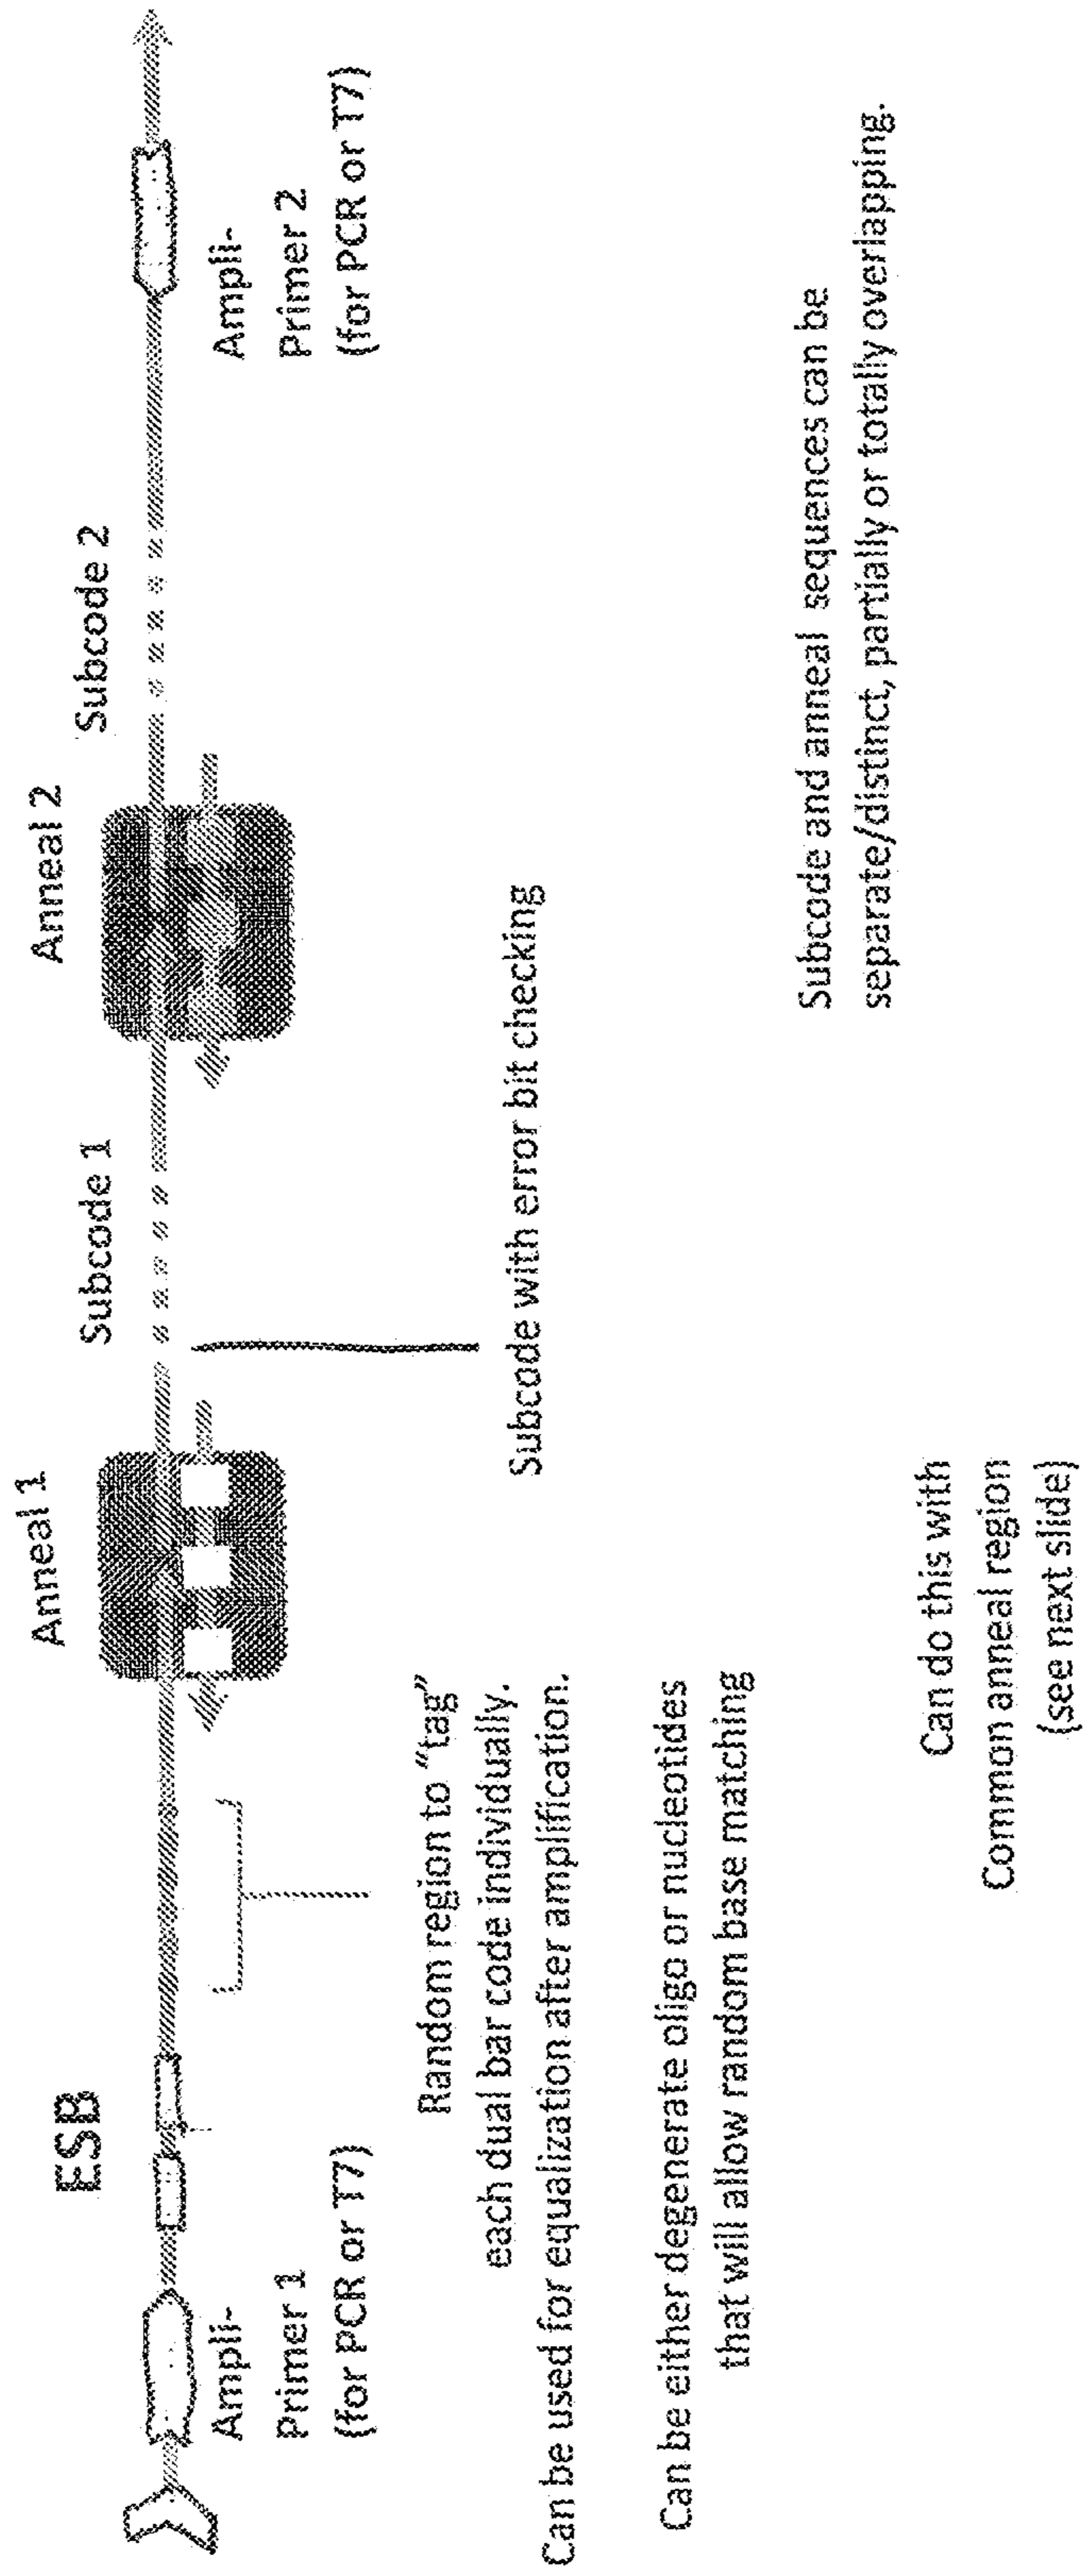 ESB
Anneal 1
Subcode 1
Anneal 2
Subcode 2
Ampli-
Primer 1
(for PCR or T7)
Ampli-
Primer 2
(for PCR or T7)
Random region to "tag"
each dual bar code individually.
Can be used for equalization after amplification.
Can be either degenerate oligo or nucleotides
that will allow random base matching
Subcode with error bit checking
Subcode and anneal sequences can be
separate/distinct, partially or totally overlapping.
Can do this with
Common anneal region
(see next slide)